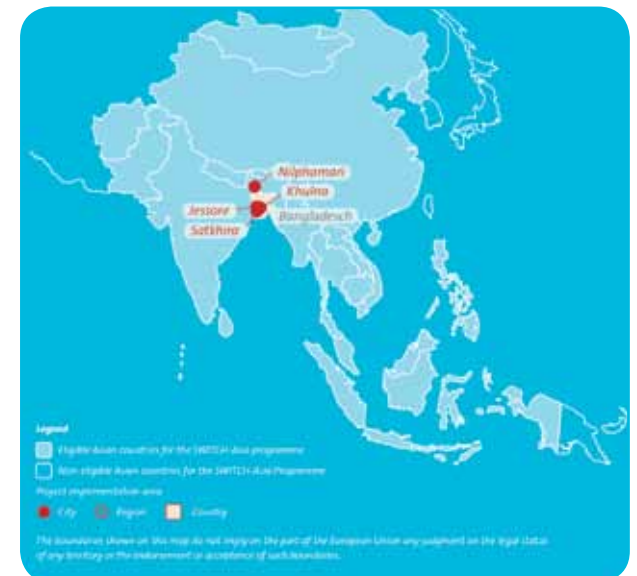 Nilphamari
Khulna
Jessore
Bangladesch
Satkhira
Legend
Eligible Asian countries for the SWITCH-Asia programme
Non eligible Asian countries for the SWITCH-Asia Programme
Project implementation area
City Region Country
The boundaries shown on this map do not imply on the part of the European Union any judgment on the legal status
of any territory or the endorsement or acceptance of such boundaries.